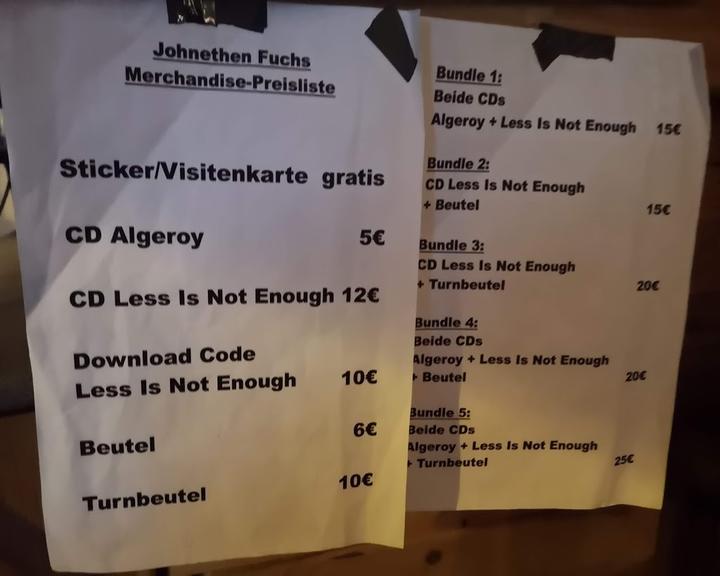 Johnethen Fuchs
Merchandise-Preisliste
Sticker/Visitenkarte gratis
CD Algeroy 5€
CD Less Is Not Enough 12€
Download Code
Less Is Not Enough 10€
Beutel 6€
Turnbeutel 10€
Bundle 1:
Beide CDs
Algeroy + Less Is Not Enough 15€
Bundle 2:
CD Less Is Not Enough
+ Beutel 15€
Bundle 3:
CD Less Is Not Enough
+ Turnbeutel 20€
Bundle 4:
Beide CDs
Algeroy + Less Is Not Enough
+ Beutel 20€
Bundle 5:
Beide CDs
Algeroy + Less Is Not Enough
+ Turnbeutel 25€